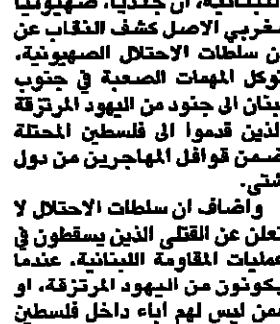 اللبنانية، ان جنديا، صهيونيا
مغربي الاصل كشف النقاب عن
ان سلطات الاحتلال الصهيونية،
توكل المهمات الصعبة في جنوب
لبنان الى جنود من اليهود المرتزقة
الذين قدموا الى فلسطين المحتلة
ضمن قوافل المهاجرين من دول
شتى.
واضاف ان سلطات الاحتلال لا
تعلن عن القتلى الذين يسقطون في
عمليات المقاومة اللبنانية، عندما
يكونون من اليهود المرتزقة، او
ممن ليس لهم أباء داخل فلسطين